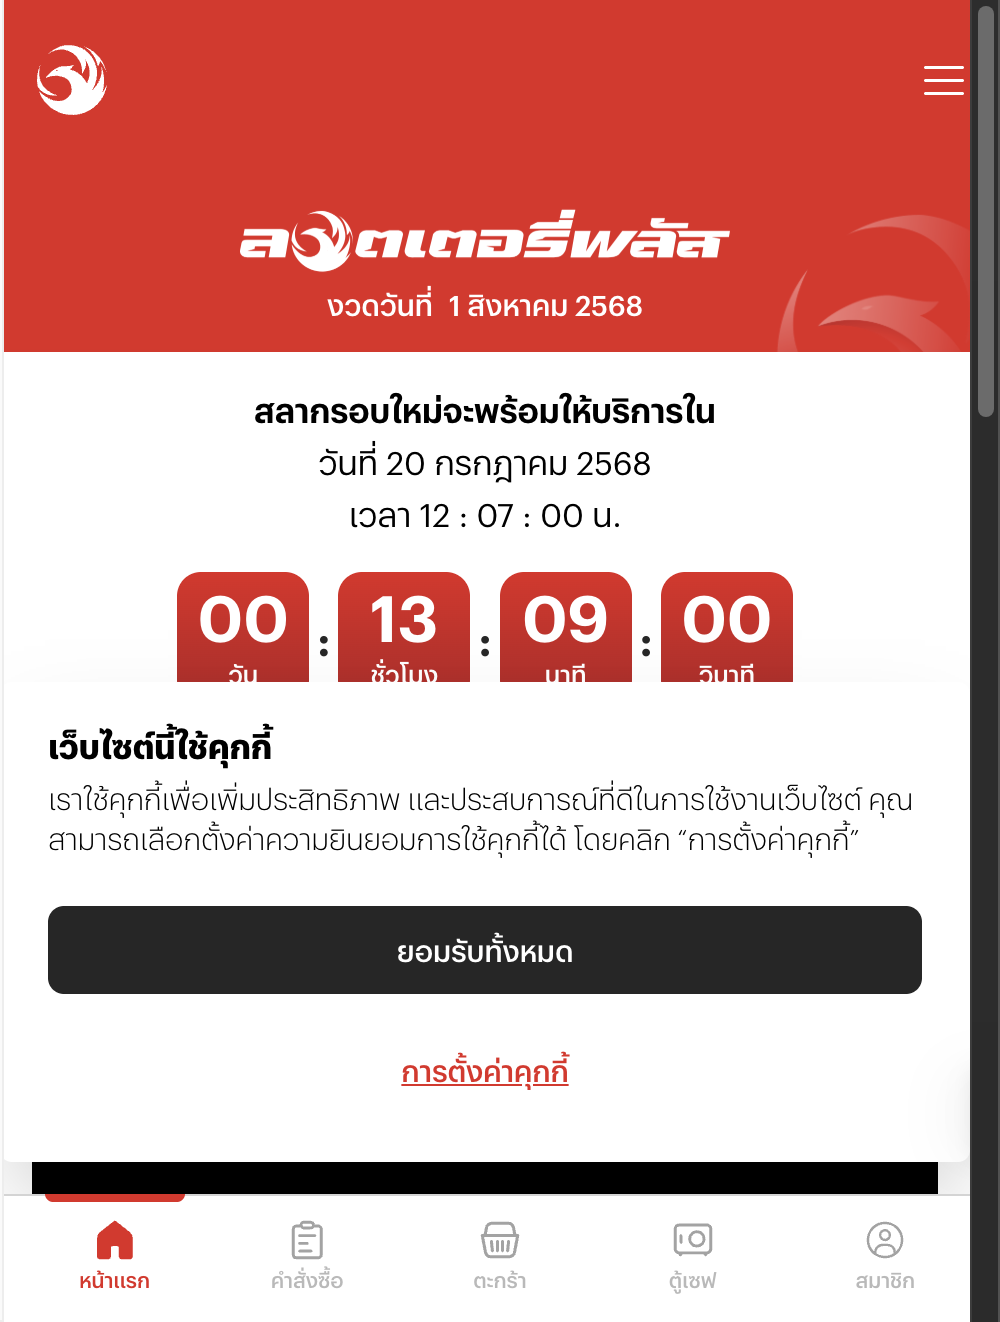 ลอตเตอรี่พลัส
งวดวันที่ 1 สิงหาคม 2568
สลากรอบใหม่จะพร้อมให้บริการใน
วันที่ 20 กรกฎาคม 2568
เวลา 12 : 07 : 00 น.
00 : 13 : 09 : 00
วัน ชั่วโมง นาที วินาที
เว็บไซต์นี้ใช้คุกกี้
เราใช้คุกกี้เพื่อเพิ่มประสิทธิภาพ และประสบการณ์ที่ดีในการใช้งานเว็บไซต์ คุณ
สามารถเลือกตั้งค่าความยินยอมการใช้คุกกี้ได้ โดยคลิก “การตั้งค่าคุกกี้”
ยอมรับทั้งหมด
การตั้งค่าคุกกี้
หน้าแรก คำสั่งซื้อ ตะกร้า ตู้เซฟ สมาชิก